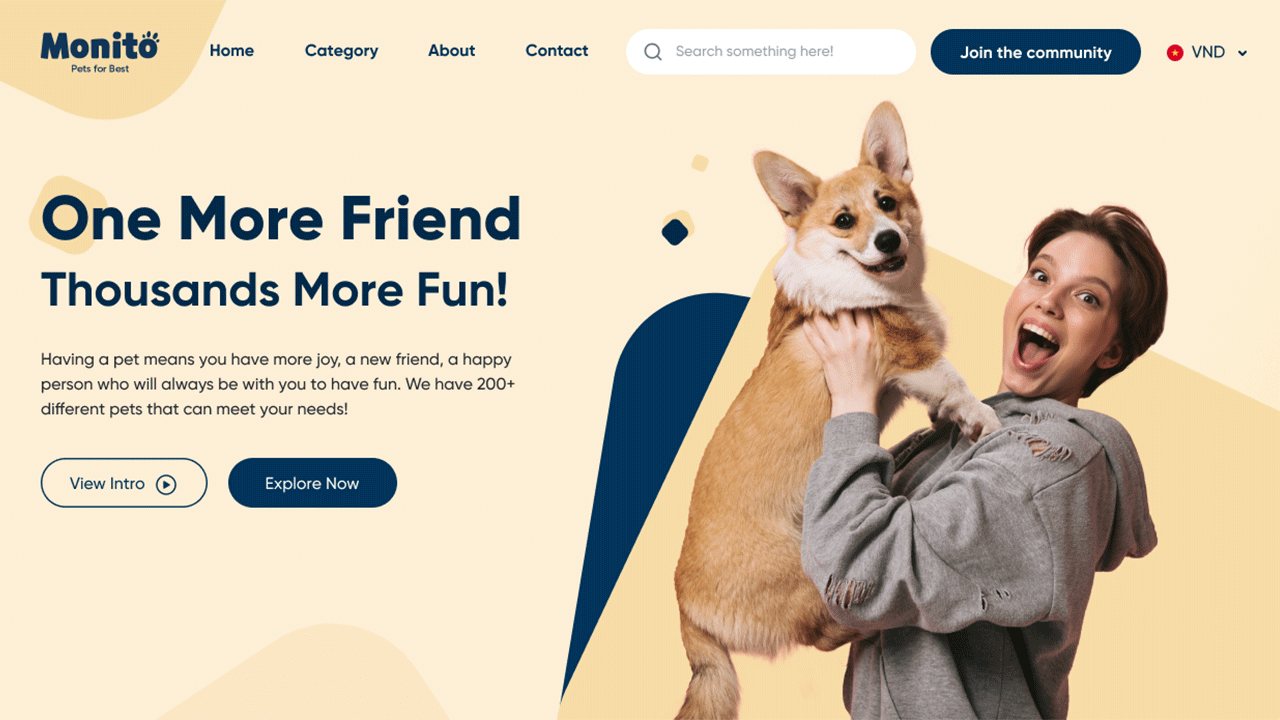 Monito
Pets for Best
Home
Category
About
Contact
Search something here!
Join the community
VND
One More Friend
Thousands More Fun!
Having a pet means you have more joy, a new friend, a happy
person who will always be with you to have fun. We have 200+
different pets that can meet your needs!
View Intro
Explore Now